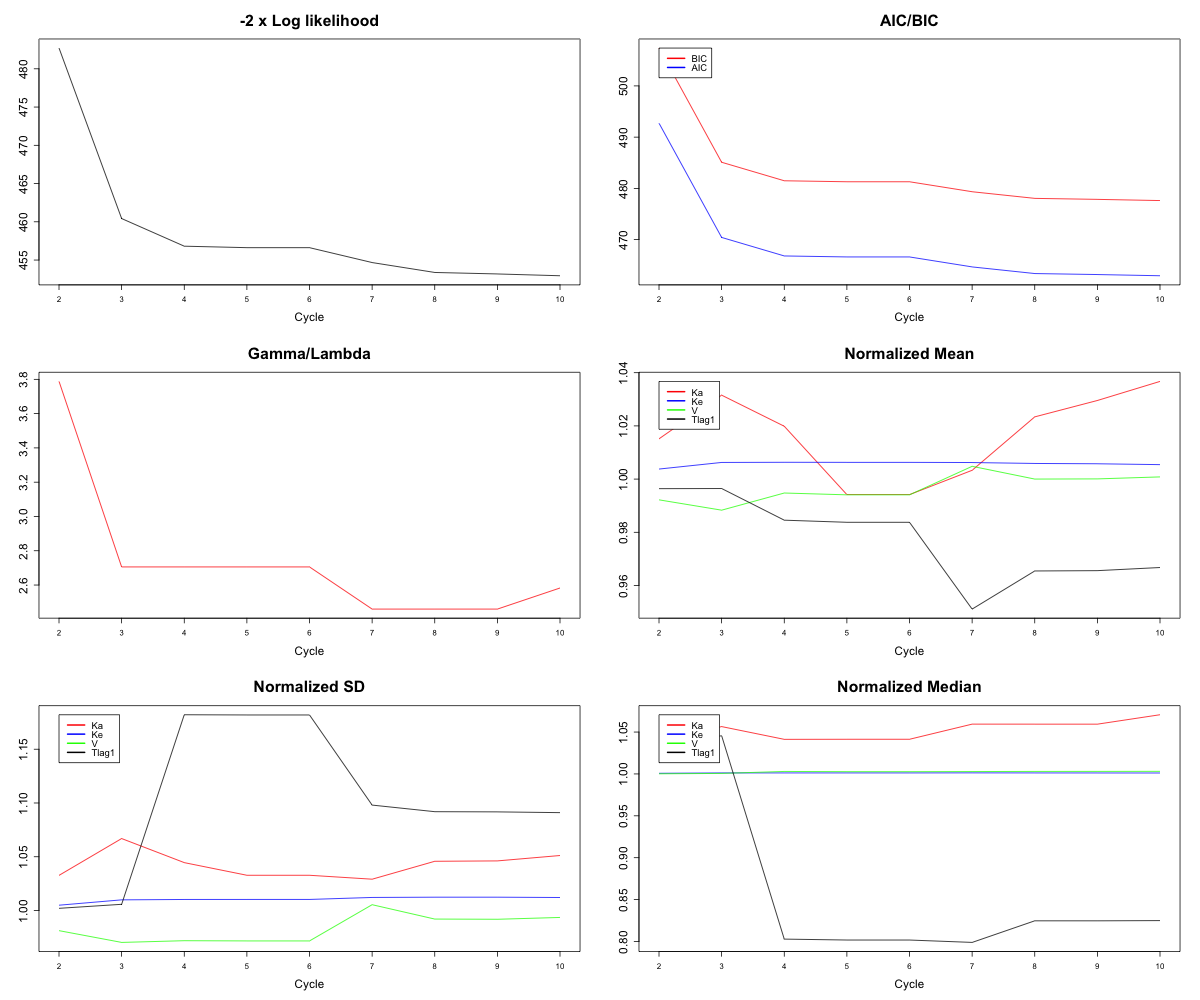 -2 x Log likelihood
480
475
470
465
460
455
2 3 4 5 6 7 8 9 10
Cycle
AIC/BIC
BIC
AIC
500
490
480
470
2 3 4 5 6 7 8 9 10
Cycle
Gamma/Lambda
3.8
3.6
3.4
3.2
3.0
2.8
2.6
2 3 4 5 6 7 8 9 10
Cycle
Normalized Mean
Ka
Ke
V
Tlag1
1.04
1.02
1.00
0.98
0.96
2 3 4 5 6 7 8 9 10
Cycle
Normalized SD
Ka
Ke
V
Tlag1
1.15
1.10
1.05
1.00
2 3 4 5 6 7 8 9 10
Cycle
Normalized Median
Ka
Ke
V
Tlag1
1.05
1.00
0.95
0.90
0.85
0.80
2 3 4 5 6 7 8 9 10
Cycle